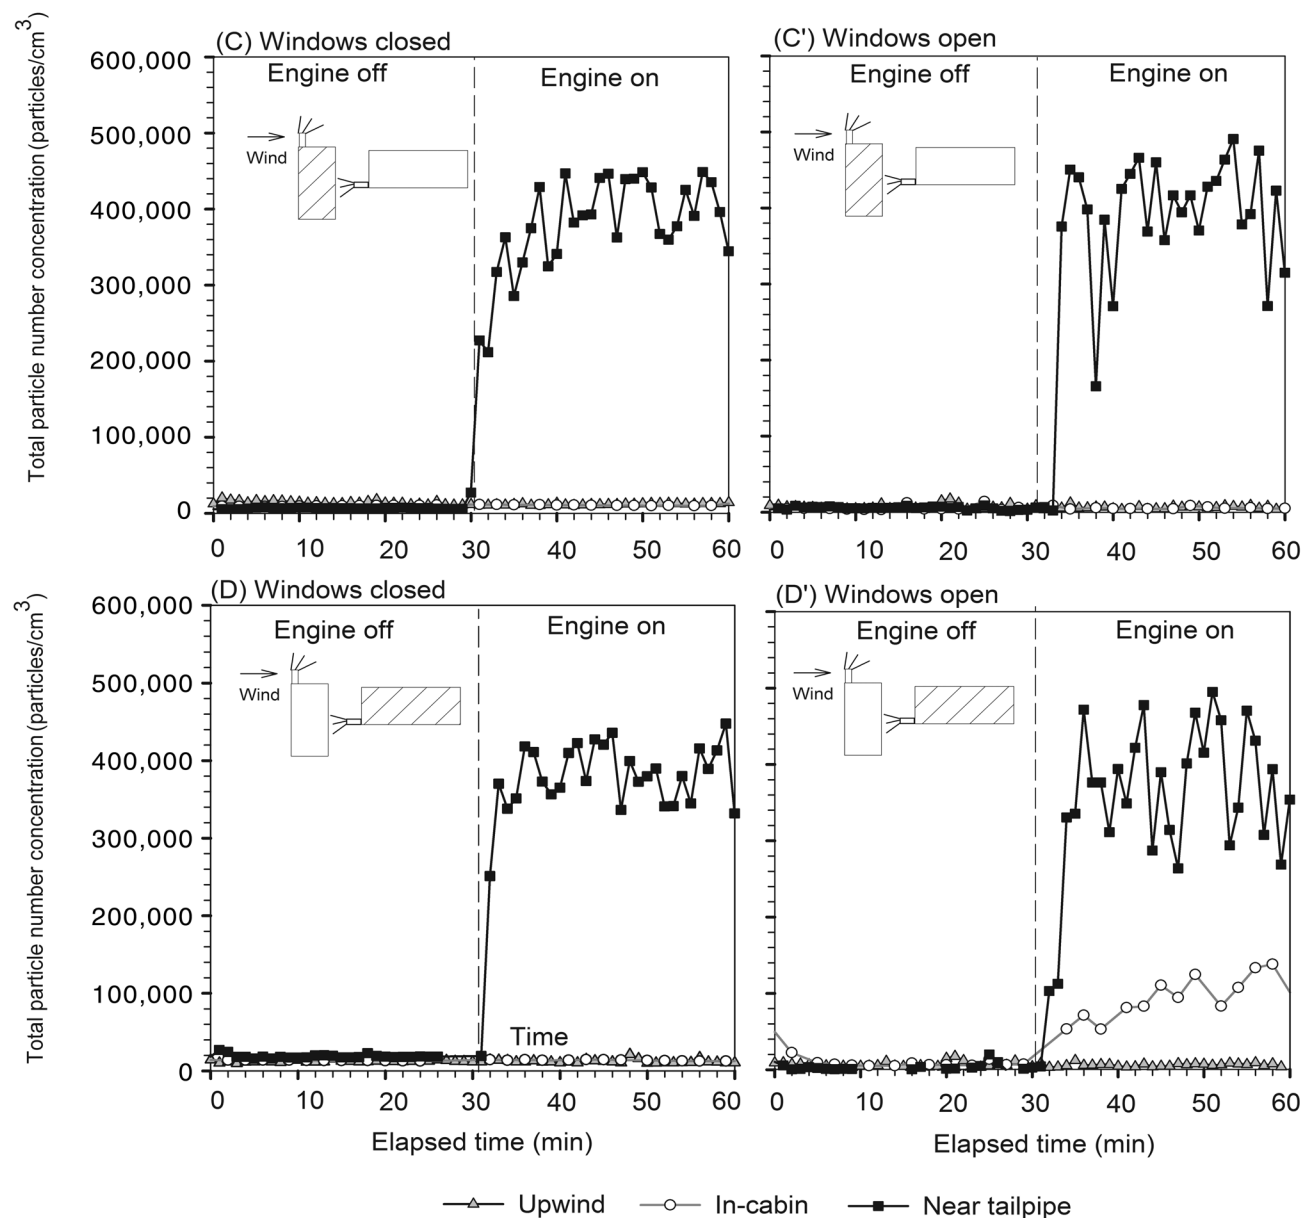 (C) Windows closed
(C') Windows open
Total particle number concentration (particles/cm³)
600,000
500,000
400,000
300,000
200,000
100,000
0
Engine off
Engine on
Wind
0 10 20 30 40 50 60
Engine off
Engine on
Wind
0 10 20 30 40 50 60
(D) Windows closed
(D') Windows open
Total particle number concentration (particles/cm³)
600,000
500,000
400,000
300,000
200,000
100,000
0
Engine off
Engine on
Wind
Time
0 10 20 30 40 50 60
Elapsed time (min)
Engine off
Engine on
Wind
0 10 20 30 40 50 60
Elapsed time (min)
Upwind In-cabin Near tailpipe